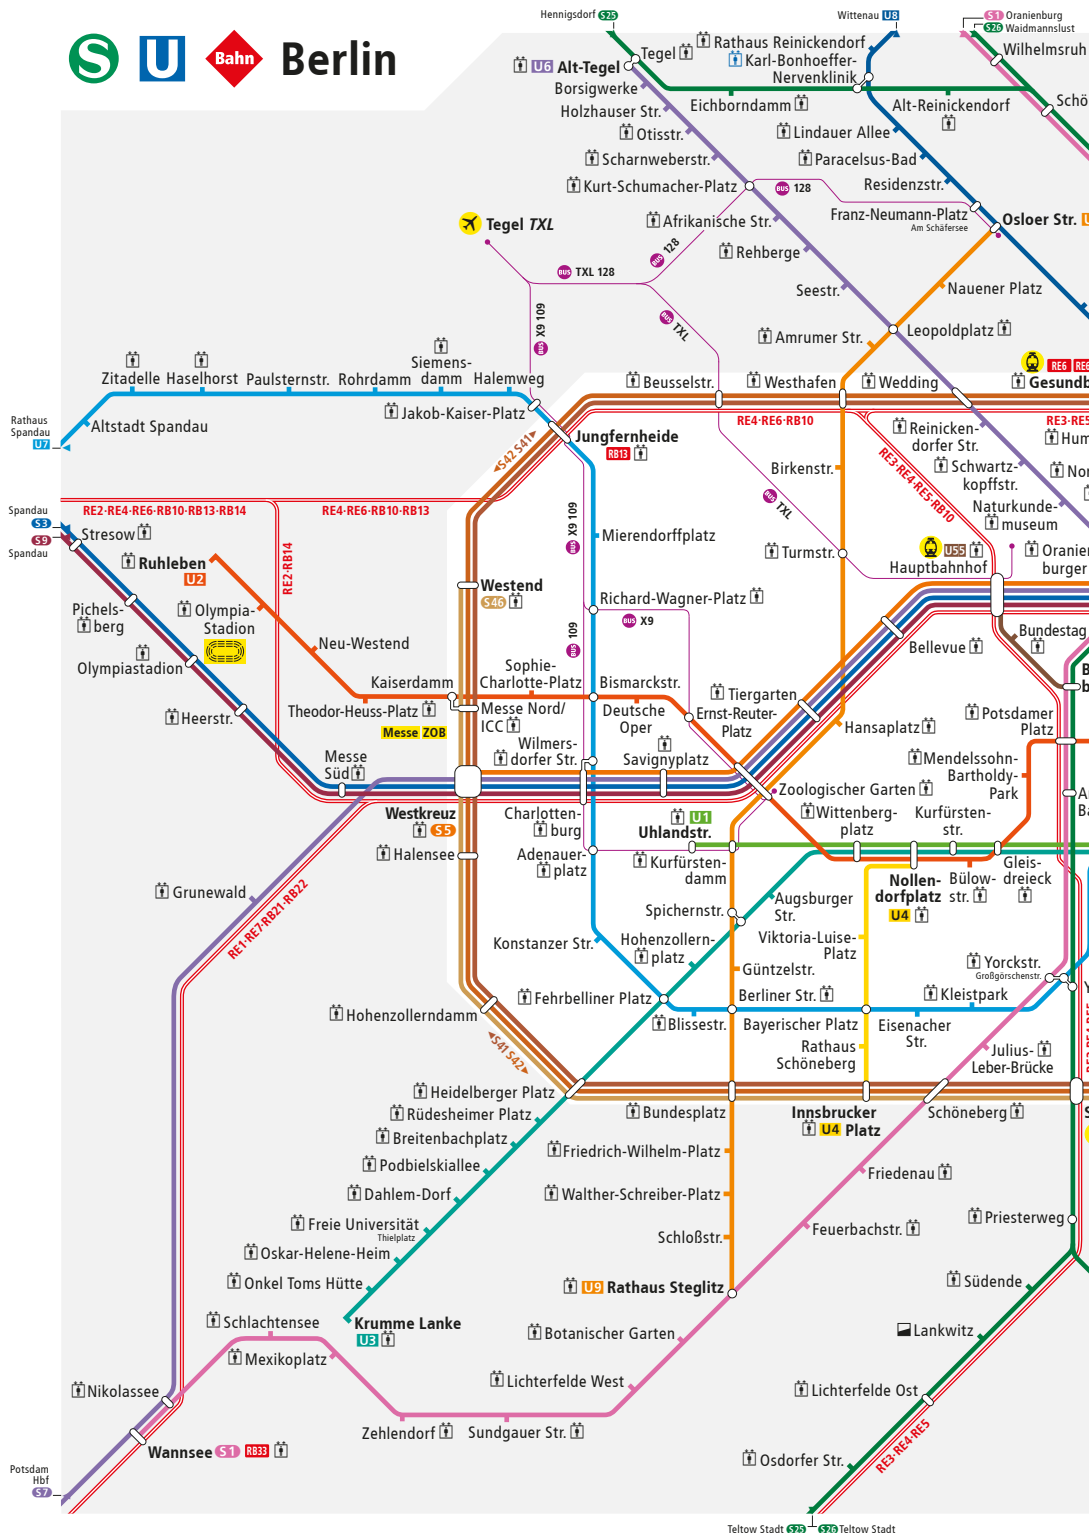 S U Bahn Berlin
Hennigsdorf S25
Wittenau U8
S1 Oranienburg
S26 Waidmannslust
Rathaus Reinickendorf
Wilhelmsruh
Tegel
U6 Alt-Tegel
Karl-Bonhoeffer-
Nervenklinik
Borsigwerke
Eichborndamm
Alt-Reinickendorf
Schö
Holzhauser Str.
Otisstr.
Lindauer Allee
Scharnweberstr.
Paracelsus-Bad
Kurt-Schumacher-Platz
BUS 128
Residenzstr.
Franz-Neumann-Platz
Am Schäfersee
Osloer Str.
Afrikanische Str.
Tegel TXL
BUS 128
Rehberge
BUS TXL 128
Seestr.
Nauener Platz
BUS X9 109
BUS TXL
Amrumer Str.
Leopoldplatz
RE6 RE6
Gesundb
Zitadelle
Haselhorst
Paulsternstr.
Rohrdamm
Siemens-
damm
Halemweg
Beusselstr.
Westhafen
Wedding
Jakob-Kaiser-Platz
Rathaus
Spandau
U7
Altstadt Spandau
RE4·RE6·RB10
RE3·RE5
S42 S41
Jungfernheide
RB13
Reinicken-
dorfer Str.
Hum
RE3·RE4·RE5·RB10
Birkenstr.
Schwartz-
kopffstr.
Nor
BUS TXL
Naturkunde-
museum
RE2·RE4·RE6·RB10·RB13·RB14
RE4·RE6·RB10·RB13
Spandau
S3
S9
Spandau
Stresow
BUS X9 109
Mierendorffplatz
Ruhleben
U2
RE2·RB14
Turmstr.
U55
Hauptbahnhof
Oranien
burger
Westend
S46
Richard-Wagner-Platz
BUS X9
Pichels-
berg
Olympia-
Stadion
BUS 109
Bundestag
Neu-Westend
Bellevue
Olympiastadion
Sophie-
Charlotte-Platz
Kaiserdamm
Bismarckstr.
Tiergarten
B
b
Heerstr.
Theodor-Heuss-Platz
Messe Nord/
ICC
Deutsche
Oper
Ernst-Reuter-
Platz
Hansaplatz
Potsdamer
Platz
Messe ZOB
Wilmers-
dorfer Str.
Savignyplatz
Messe
Süd
Mendelssohn-
Bartholdy-
Park
Zoologischer Garten
Westkreuz
S5
Charlotten-
burg
U1
Uhlandstr.
Wittenberg-
platz
Kurfürsten-
str.
Halensee
Adenauer-
platz
Kurfürsten-
damm
Nollen-
dorfplatz
U4
Bülow-
str.
Gleis-
dreieck
Grunewald
Augsburger
Str.
Spichernstr.
RE1·RE7·RB21·RB22
Konstanzer Str.
Hohenzollern-
platz
Viktoria-Luise-
Platz
Güntzelstr.
Yorckstr.
Großgörschenstr.
Y
Fehrbelliner Platz
Berliner Str.
Kleistpark
Hohenzollerndamm
Blissestr.
Bayerischer Platz
Eisenacher
Str.
S41 S42
Rathaus
Schöneberg
Julius-
Leber-Brücke
Heidelberger Platz
Bundesplatz
Innsbrucker
U4 Platz
Schöneberg
S
Rüdesheimer Platz
Breitenbachplatz
Friedrich-Wilhelm-Platz
Podbielskiallee
Friedenau
Dahlem-Dorf
Walther-Schreiber-Platz
Freie Universität
Thielplatz
Schloßstr.
Feuerbachstr.
Priesterweg
Oskar-Helene-Heim
Onkel Toms Hütte
U9 Rathaus Steglitz
Südende
Krumme Lanke
U3
Schlachtensee
Botanischer Garten
Lankwitz
Mexikoplatz
Nikolassee
Lichterfelde West
Lichterfelde Ost
Zehlendorf
Sundgauer Str.
RE3·RE4·RE5
Wannsee S1 RB33
Osdorfer Str.
Potsdam
Hbf
S7
Teltow Stadt S25
S26 Teltow Stadt